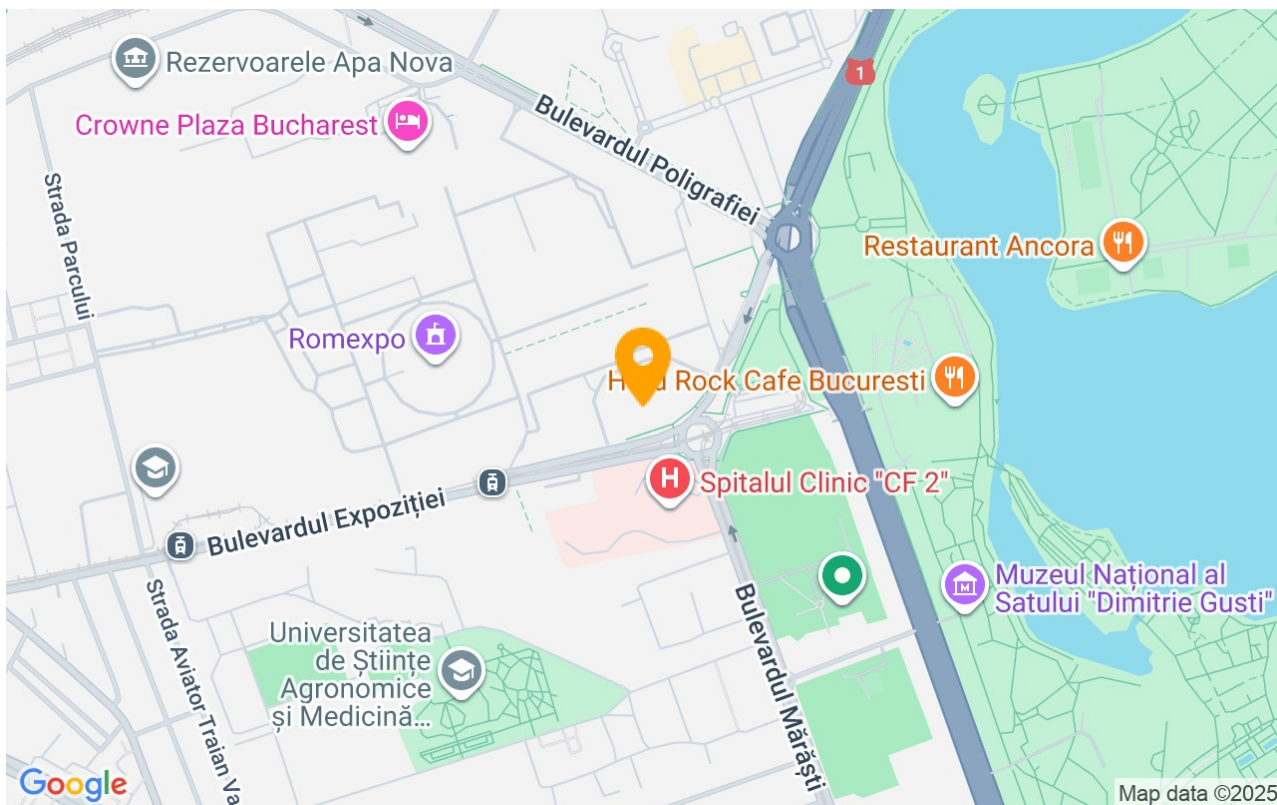 Rezervoarele Apa Nova
Crowne Plaza Bucharest
Bulevardul Poligrafiei
1
Strada Parcului
Restaurant Ancora
Romexpo
Rock Cafe Bucuresti
H
Spitalul Clinic "CF 2"
Bulevardul Expoziției
M
Muzeul Național al
Satului "Dimitrie Gusti"
Strada Aviator Traian
Bulevardul Mărăști
Universitatea
de Științe
Agronomice
și Medicină...
Google
Map data ©2025